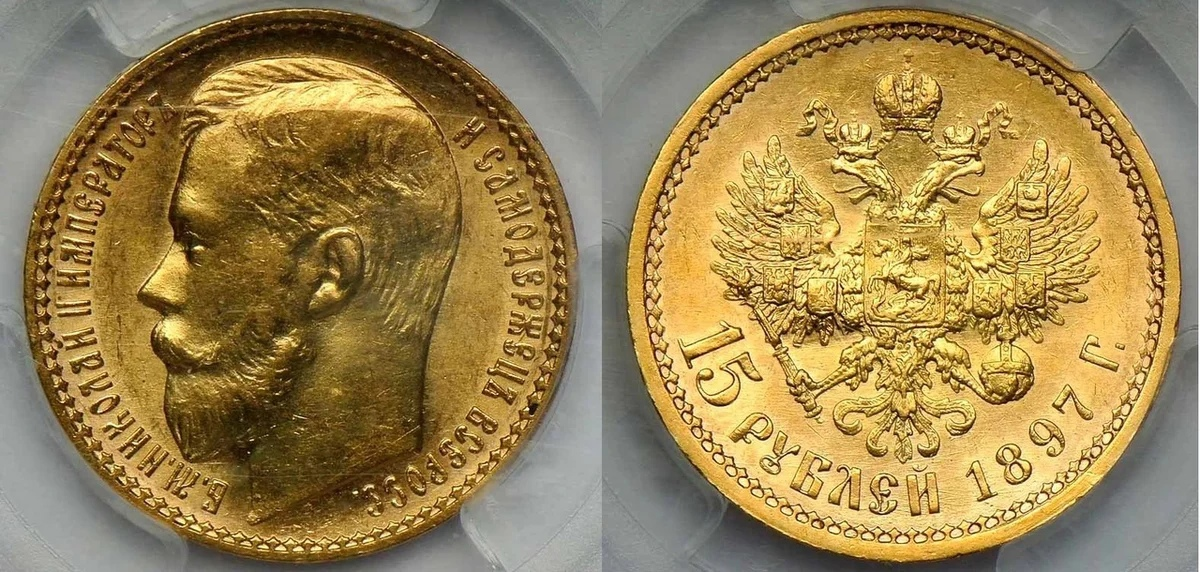 Б.М.НИКОЛАЙ II ИМПЕРАТОРЪ
И САМОДЕРЖЕЦЪ ВСЕРОСС.
15 РУБЛЕЙ 1897 Г.